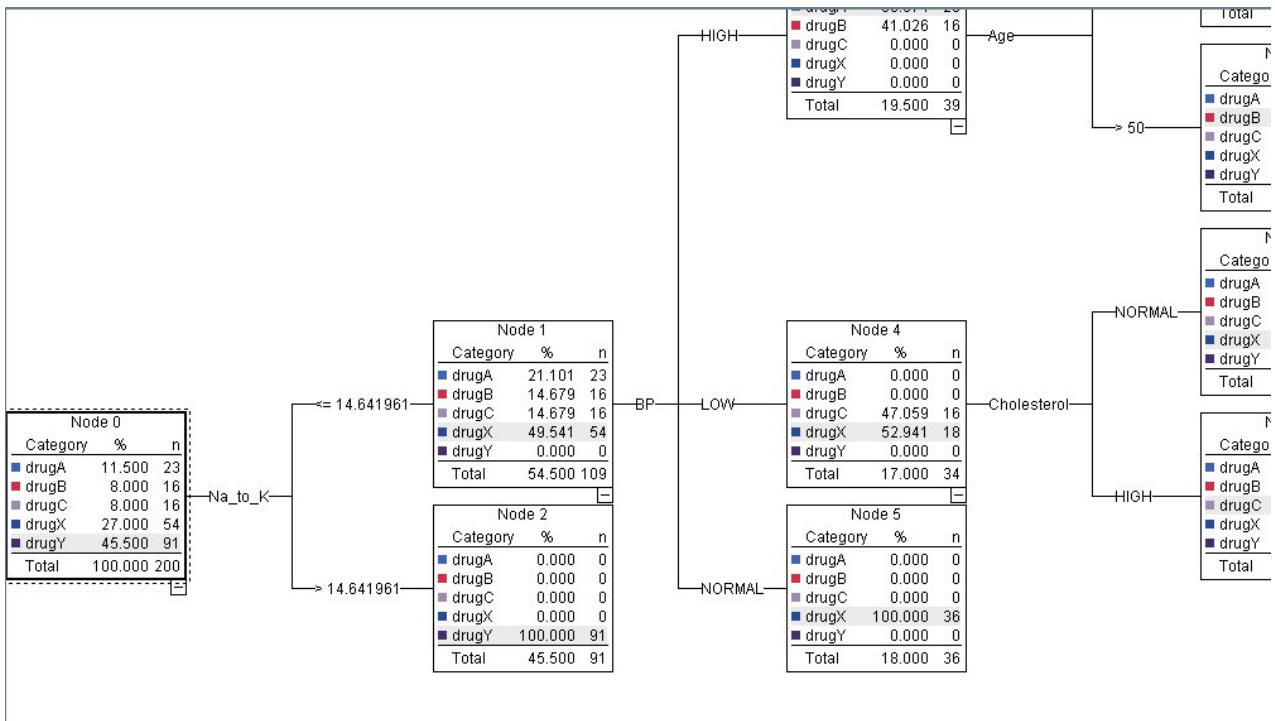 drugB 41.026 16
drugC 0.000 0
drugX 0.000 0
drugY 0.000 0
Total 19.500 39
HIGH
Age
Total
> 50
Catego
drugA
drugB
drugC
drugX
drugY
Total
Node 0
Category % n
drugA 11.500 23
drugB 8.000 16
drugC 8.000 16
drugX 27.000 54
drugY 45.500 91
Total 100.000 200
Na_to_K
<= 14.641961
> 14.641961
Node 1
Category % n
drugA 21.101 23
drugB 14.679 16
drugC 14.679 16
drugX 49.541 54
drugY 0.000 0
Total 54.500 109
Node 2
Category % n
drugA 0.000 0
drugB 0.000 0
drugC 0.000 0
drugX 0.000 0
drugY 100.000 91
Total 45.500 91
BP
LOW
NORMAL
Node 4
Category % n
drugA 0.000 0
drugB 0.000 0
drugC 47.059 16
drugX 52.941 18
drugY 0.000 0
Total 17.000 34
Node 5
Category % n
drugA 0.000 0
drugB 0.000 0
drugC 0.000 0
drugX 100.000 36
drugY 0.000 0
Total 18.000 36
Cholesterol
NORMAL
HIGH
Catego
drugA
drugB
drugC
drugX
drugY
Total
Catego
drugA
drugB
drugC
drugX
drugY
Total